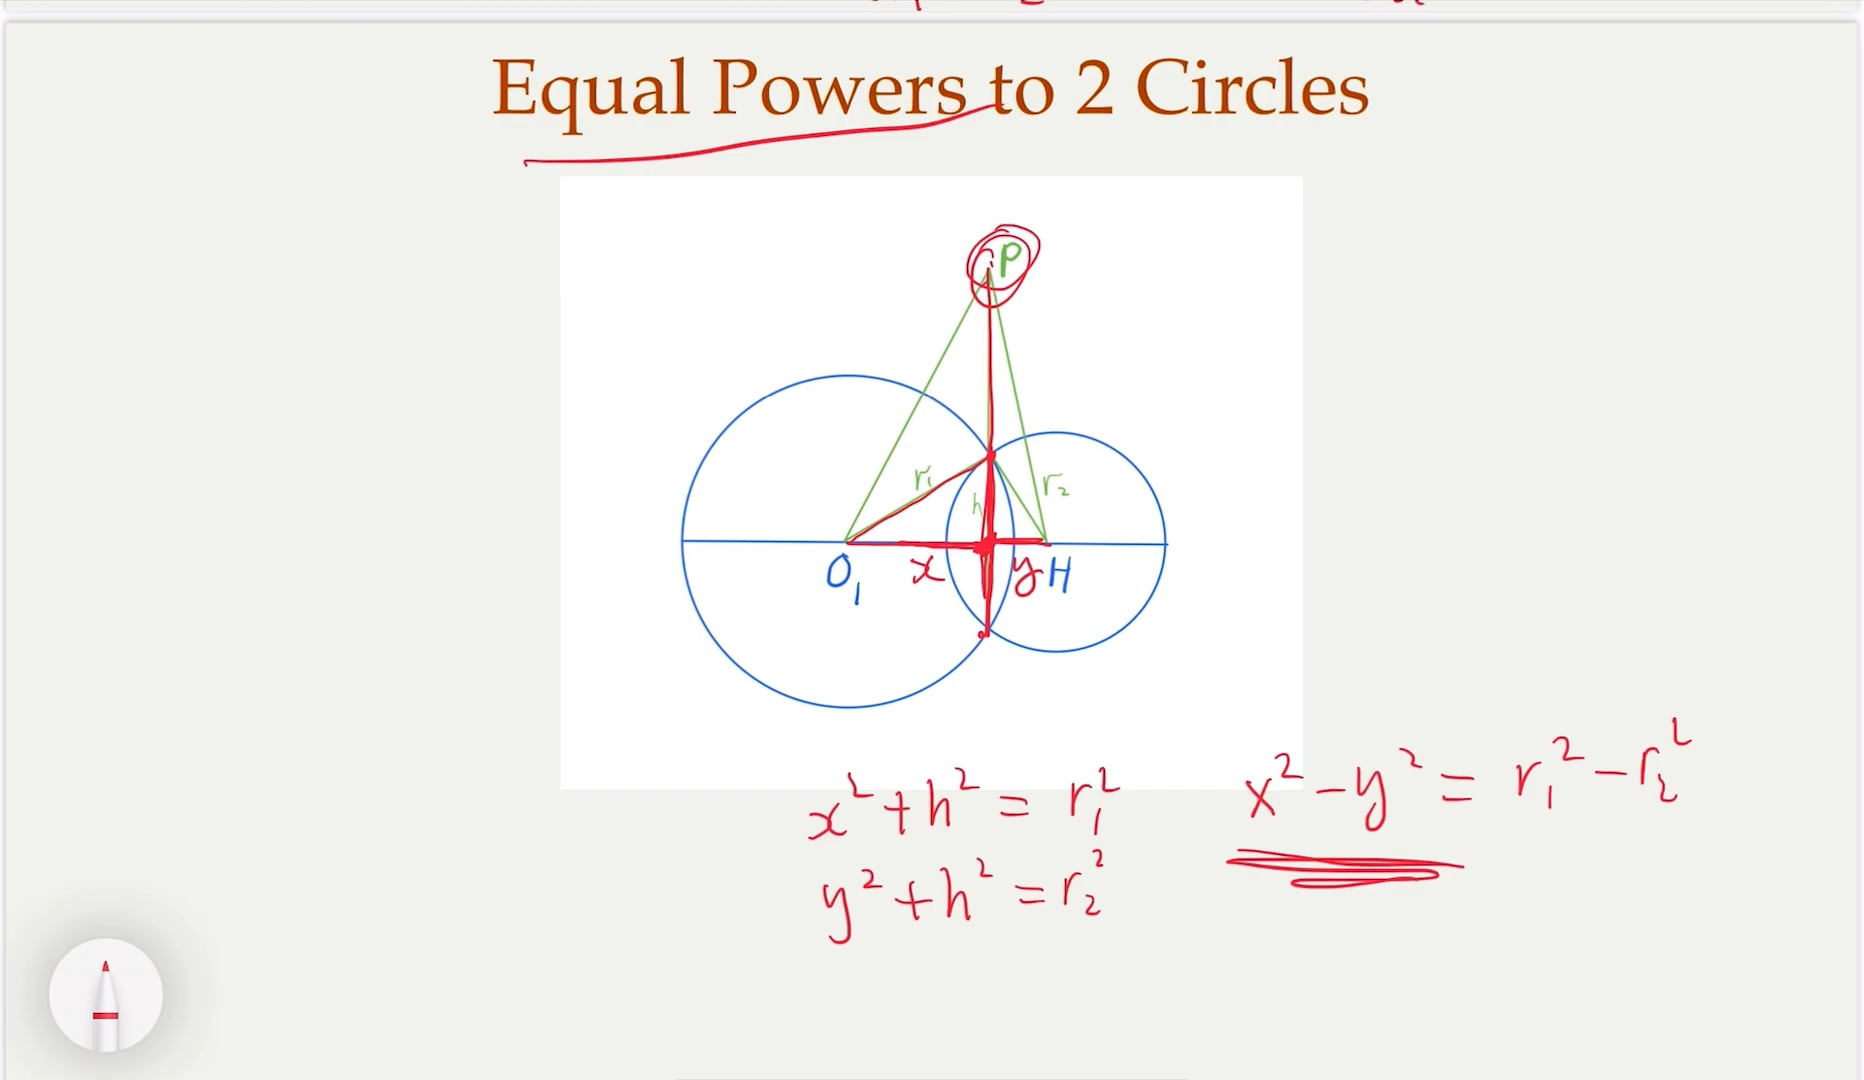 Equal Powers to 2 Circles
P
r₁
r₂
h
O₁
x
y
H
x² + h² = r₁²
x² - y² = r₁² - r₂²
y² + h² = r₂²